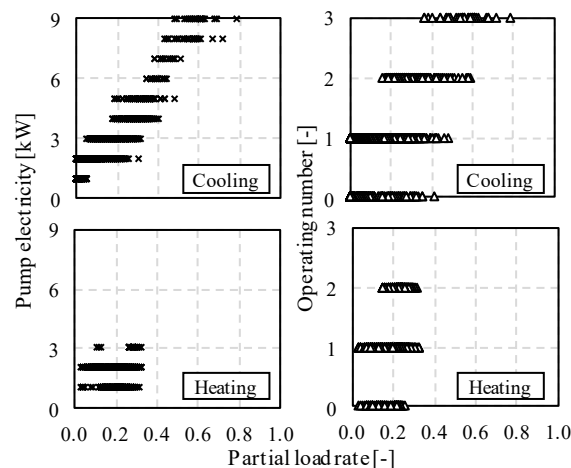 9
6
3
0
Cooling
3
2
1
0
Cooling
Pump electricity [kW]
Operating number [-]
9
6
3
0
Heating
3
2
1
0
Heating
0.0 0.2 0.4 0.6 0.8 1.0
0.0 0.2 0.4 0.6 0.8 1.0
Partial load rate [-]